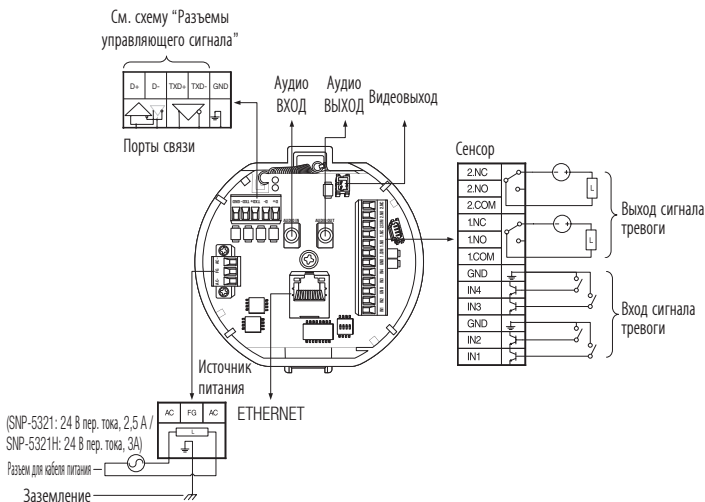 См. схему “Разъемы
управляющего сигнала”
D+ D- TXD+ TXD- GND
Порты связи
Аудио
ВХОД
Аудио
ВЫХОД
Видеовыход
Сенсор
2.NC
2.NO
2.COM
1.NC
1.NO
1.COM
GND
IN4
IN3
GND
IN2
IN1
L
L
Выход сигнала
тревоги
Вход сигнала
тревоги
Источник
питания
ETHERNET
AC FG AC
L
(SNP-5321: 24 В пер. тока, 2,5 А /
SNP-5321H: 24 В пер. тока, 3А)
Разъем для кабеля питания
Заземление